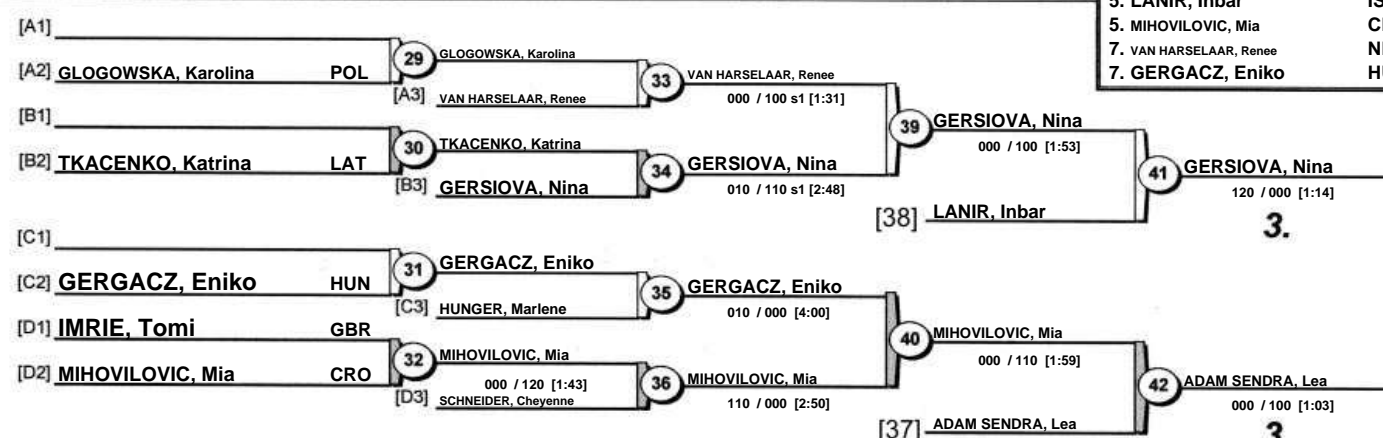 5. LANIR, Inbar IS
5. MIHOVILOVIC, Mia
7. VAN HARSELAAR, Renee
7. GERGACZ, Eniko
[A1]
[A2] GLOGOWSKA, Karolina POL
29
GLOGOWSKA, Karolina
[A3] VAN HARSELAAR, Renee
33
VAN HARSELAAR, Renee
000 / 100 s1 [1:31]
[B1]
[B2] TKACENKO, Katrina LAT
30
TKACENKO, Katrina
[B3] GERSIOVA, Nina
34
GERSIOVA, Nina
010 / 110 s1 [2:48]
39
GERSIOVA, Nina
000 / 100 [1:53]
[38] LANIR, Inbar
41
GERSIOVA, Nina
120 / 000 [1:14]
3.
[C1]
[C2] GERGACZ, Eniko HUN
31
GERGACZ, Eniko
[C3] HUNGER, Marlene
35
GERGACZ, Eniko
010 / 000 [4:00]
[D1] IMRIE, Tomi GBR
[D2] MIHOVILOVIC, Mia CRO
32
MIHOVILOVIC, Mia
000 / 120 [1:43]
[D3] SCHNEIDER, Cheyenne
36
MIHOVILOVIC, Mia
110 / 000 [2:50]
40
MIHOVILOVIC, Mia
000 / 110 [1:59]
[37] ADAM SENDRA, Lea
42
ADAM SENDRA, Lea
000 / 100 [1:03]
3